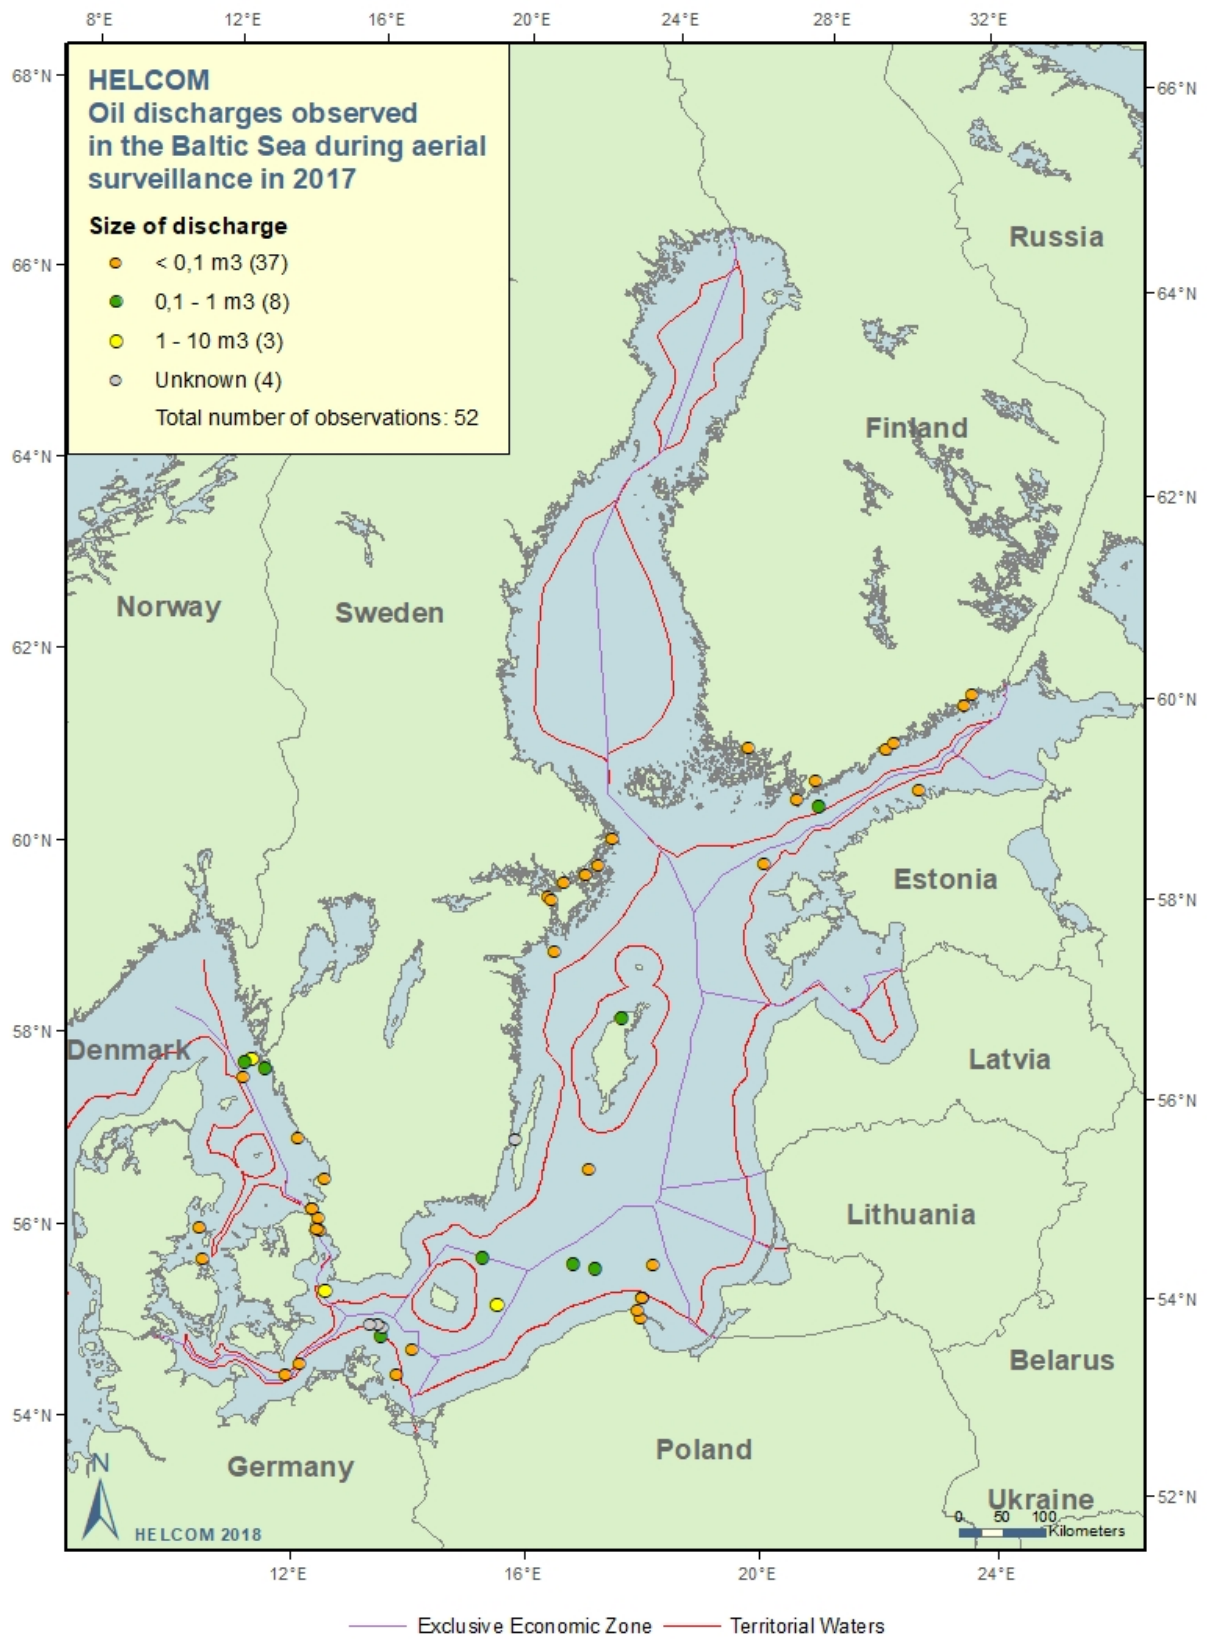 8°E 12°E 16°E 20°E 24°E 28°E 32°E
HELCOM
Oil discharges observed
in the Baltic Sea during aerial
surveillance in 2017
Size of discharge
< 0,1 m3 (37)
0,1 - 1 m3 (8)
1 - 10 m3 (3)
Unknown (4)
Total number of observations: 52
68°N
66°N
Russia
66°N
64°N
Finland
64°N
62°N
Norway
Sweden
62°N
60°N
60°N
Estonia
58°N
58°N
Denmark
Latvia
56°N
Lithuania
56°N
54°N
Belarus
54°N
Poland
Germany
N
52°N
Ukraine
0 50 100
Kilometers
HELCOM 2018
12°E 16°E 20°E 24°E
Exclusive Economic Zone Territorial Waters